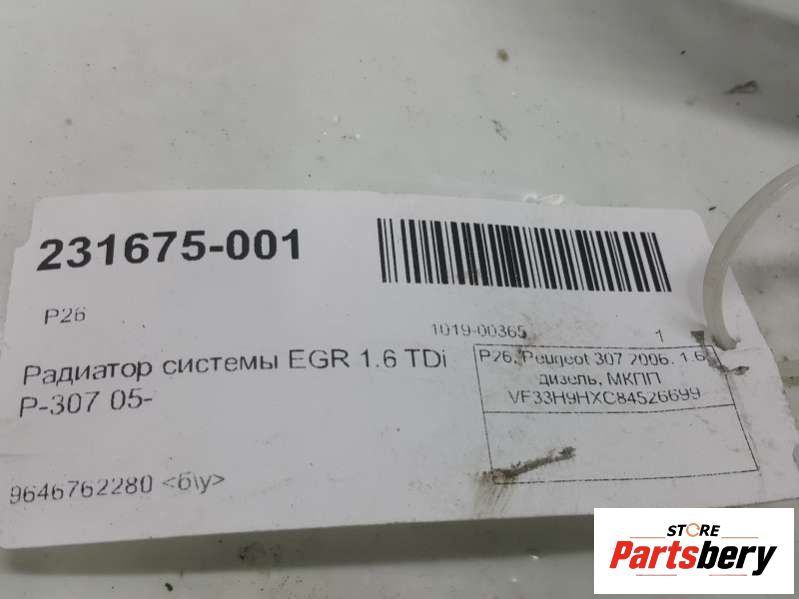 231675-001
P26
1019-00365 1
Радиатор системы EGR 1.6 TDi
P-307 05-
P26, Peugeot 307 2006, 1.6
дизель, МКПП
VF33H9HXC84526699
9646762280 <б\у>
STORE
Partsbery